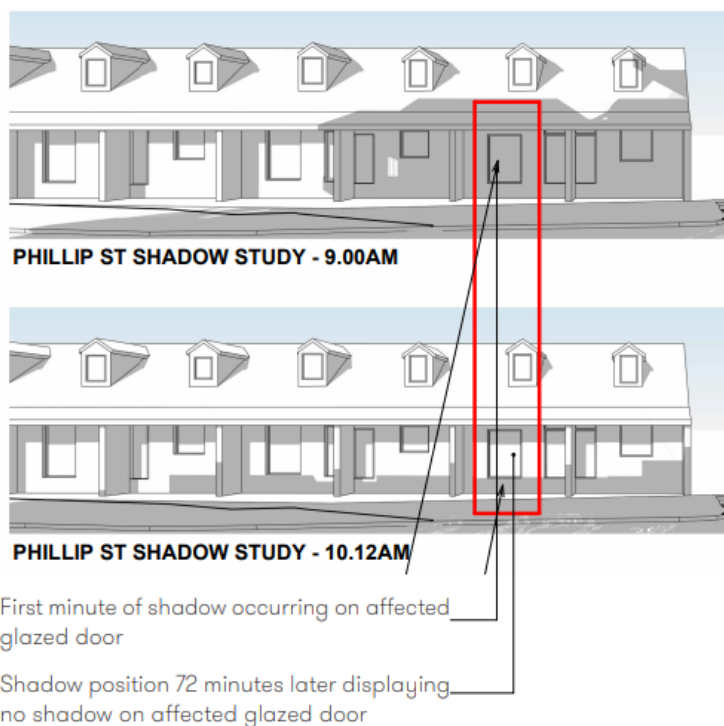 PHILLIP ST SHADOW STUDY - 9.00AM
PHILLIP ST SHADOW STUDY - 10.12AM
First minute of shadow occurring on affected
glazed door
Shadow position 72 minutes later displaying
no shadow on affected glazed door